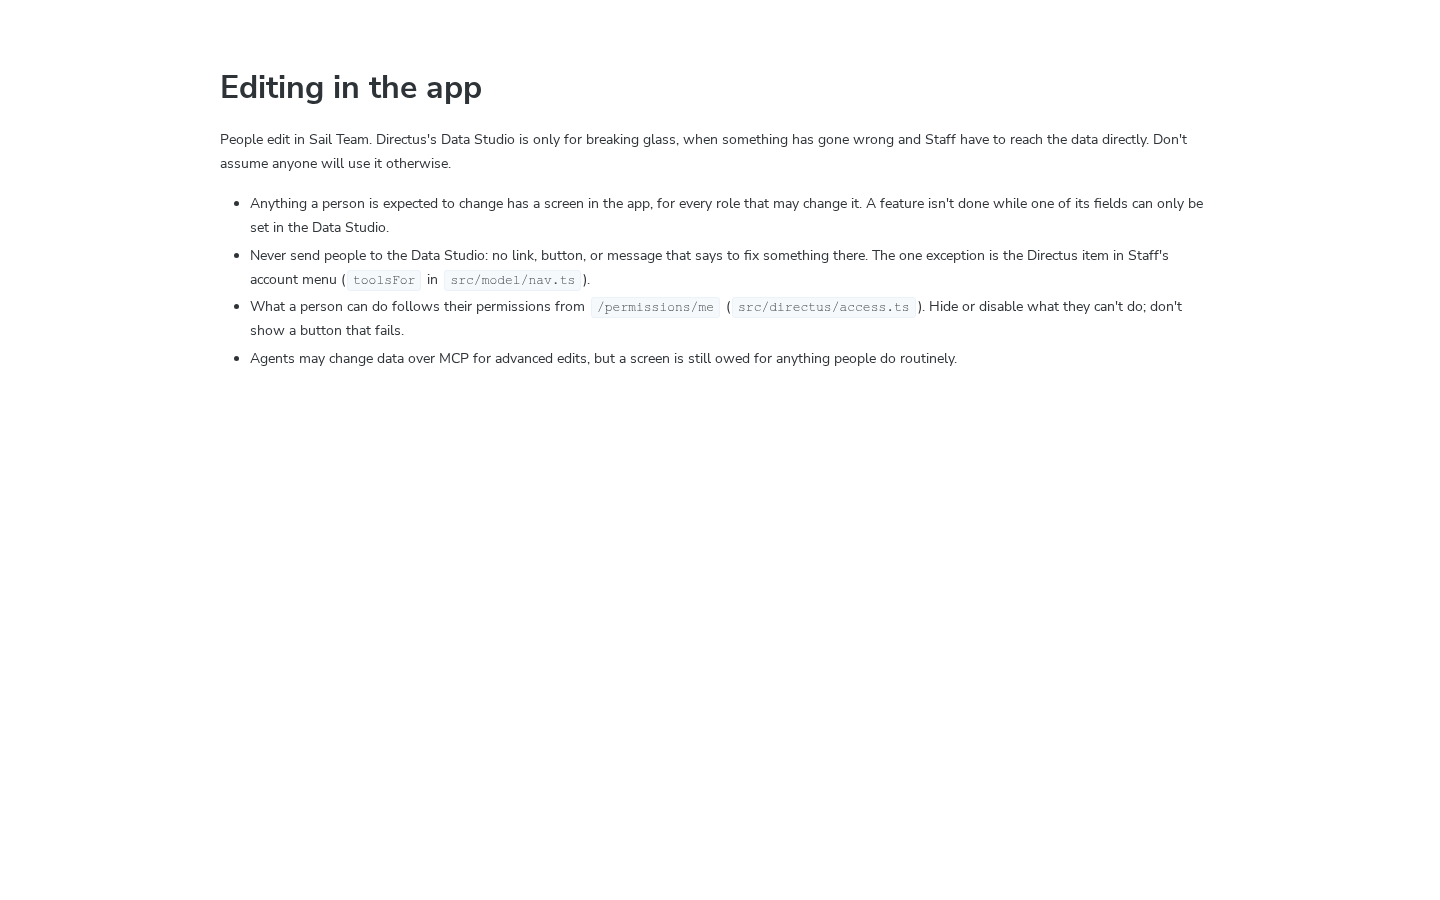 Editing in the app
People edit in Sail Team. Directus's Data Studio is only for breaking glass, when something has gone wrong and Staff have to reach the data directly. Don't
assume anyone will use it otherwise.
Anything a person is expected to change has a screen in the app, for every role that may change it. A feature isn't done while one of its fields can only be
set in the Data Studio.
Never send people to the Data Studio: no link, button, or message that says to fix something there. The one exception is the Directus item in Staff's
account menu (toolsFor in src/model/nav.ts).
What a person can do follows their permissions from /permissions/me (src/directus/access.ts). Hide or disable what they can't do; don't
show a button that fails.
Agents may change data over MCP for advanced edits, but a screen is still owed for anything people do routinely.